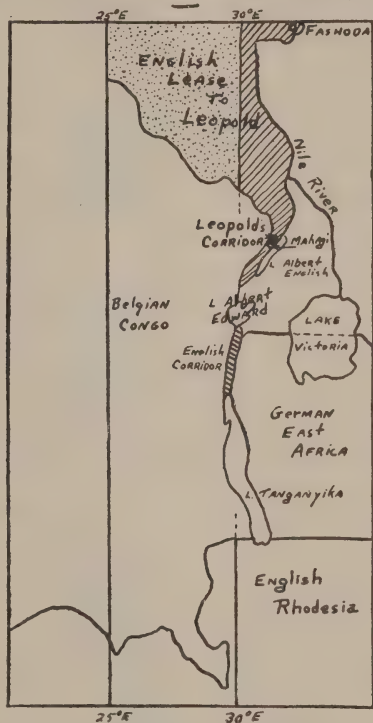 25°E
30°E
FASHODA
ENGLISH
LEASE
TO
LEOPOLD
Nile River
LEOPOLDS
CORRIDOR
MAHAGI
L ALBERT
ENGLISH
L ALBERT
EDWARD
BELGIAN
CONGO
LAKE
VICTORIA
ENGLISH
CORRIDOR
GERMAN
EAST
AFRICA
L. TANGANYIKA
ENGLISH
RHODESIA
25°E
30°E